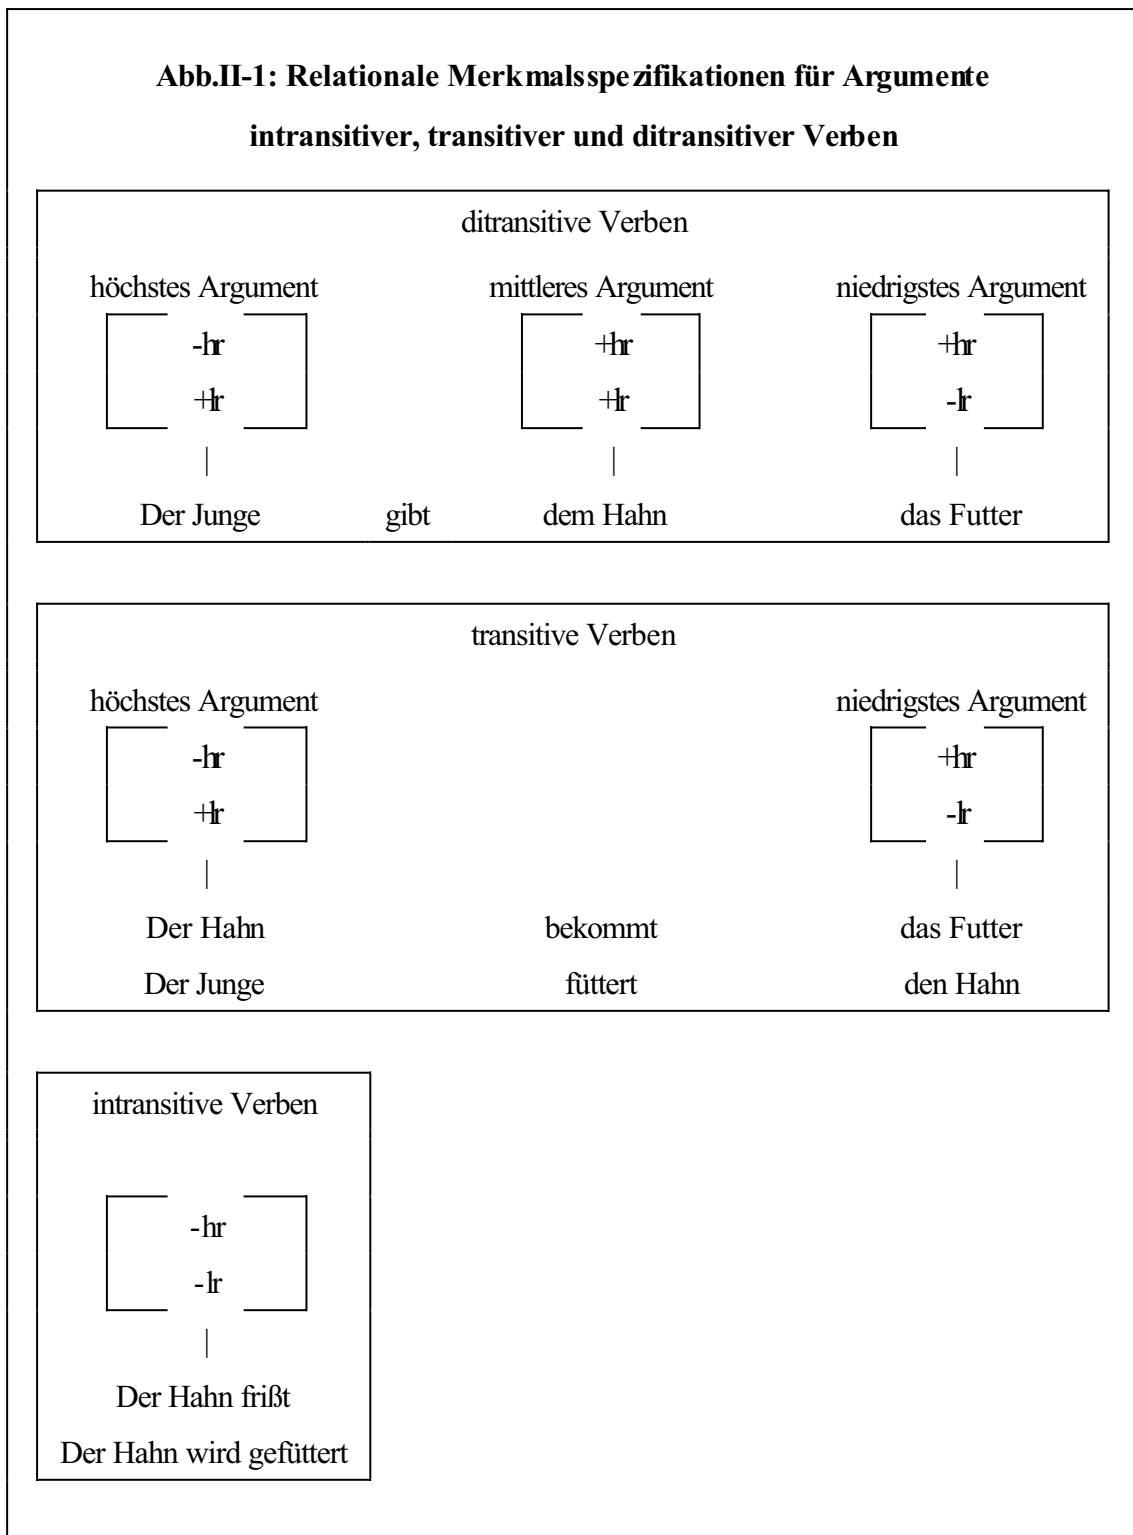 Abb.II-1: Relationale Merkmalsspezifikationen für Argumente
intransitiver, transitiver und ditransitiver Verben
ditransitive Verben
höchstes Argument mittleres Argument niedrigstes Argument
-hr +hr +hr
+lr +lr -lr
| | |
Der Junge gibt dem Hahn das Futter
transitive Verben
höchstes Argument niedrigstes Argument
-hr +hr
+lr -lr
| |
Der Hahn bekommt das Futter
Der Junge füttert den Hahn
intransitive Verben
-hr
-lr
|
Der Hahn frißt
Der Hahn wird gefüttert